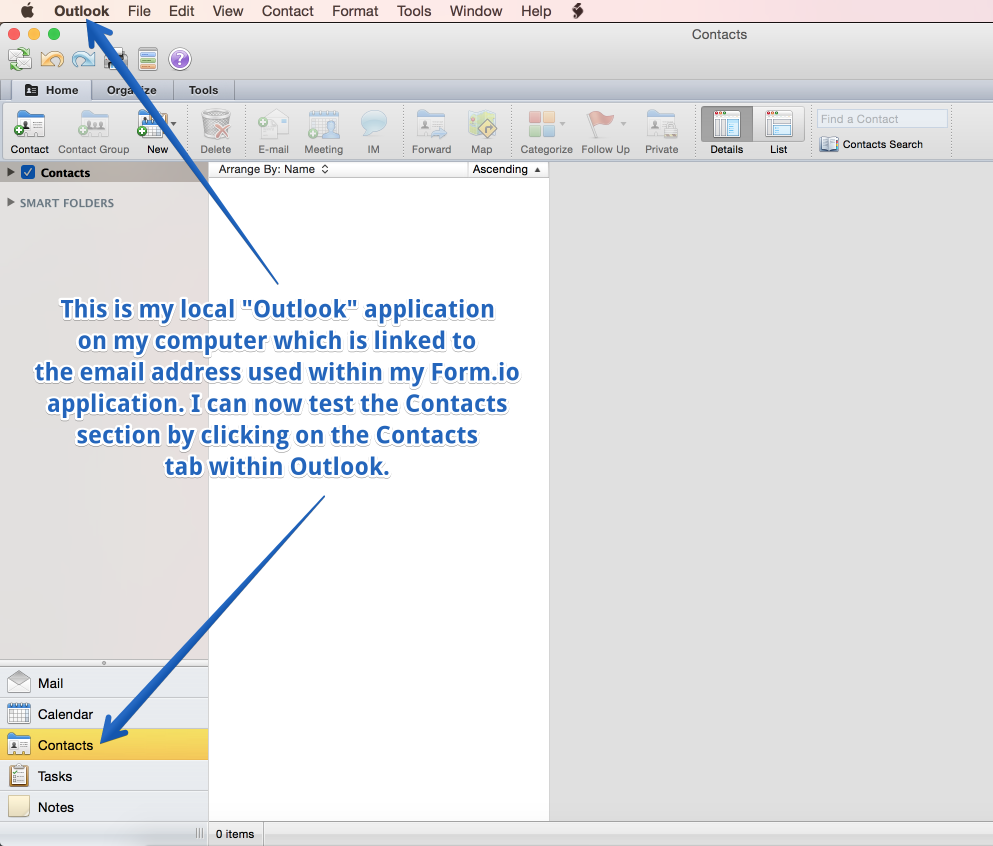 Outlook File Edit View Contact Format Tools Window Help
Contacts
Home Organize Tools
Contact Contact Group New Delete E-mail Meeting IM Forward Map Categorize Follow Up Private Details List
Find a Contact
Contacts Search
Contacts
Arrange By: Name Ascending
SMART FOLDERS
This is my local "Outlook" application
on my computer which is linked to
the email address used within my Form.io
application. I can now test the Contacts
section by clicking on the Contacts
tab within Outlook.
Mail
Calendar
Contacts
Tasks
Notes
0 items